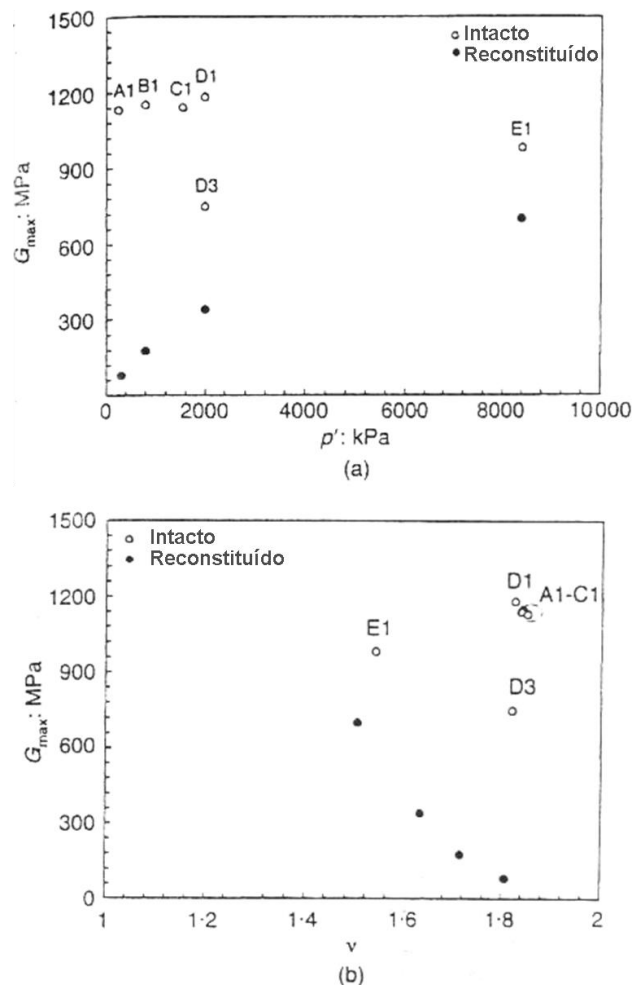 1500
Intacto
Reconstituído
A1 B1 C1 D1
1200
E1
900
D3
600
300
Gmax: MPa
0 2000 4000 6000 8000 10000
p′: kPa
(a)
1500
Intacto
Reconstituído
D1
A1-C1
1200
E1
900
D3
600
300
0
Gmax: MPa
1 1·2 1·4 1·6 1·8 2
v
(b)